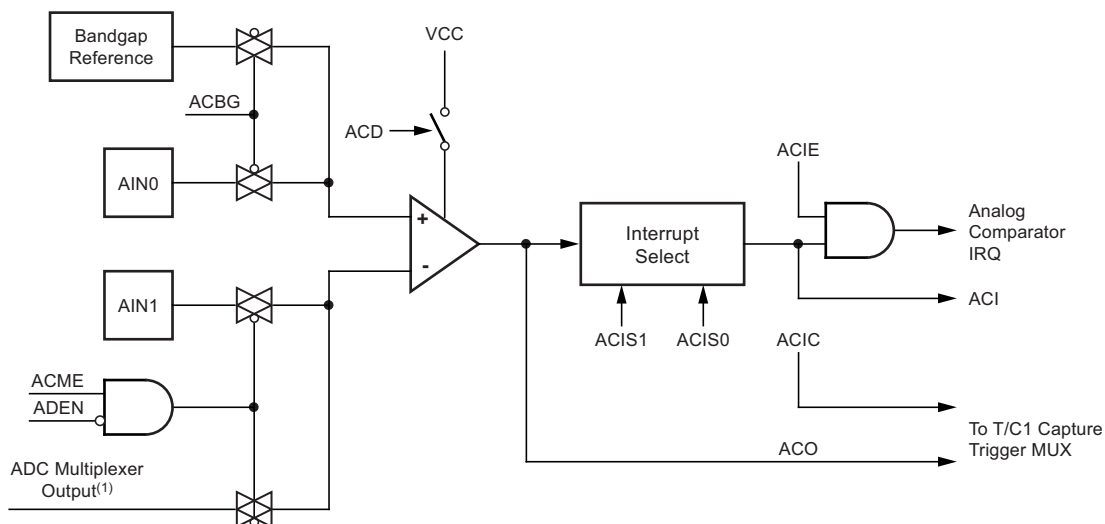 Bandgap
Reference
VCC
ACBG
ACD
ACIE
AIN0
+
Interrupt
Select
Analog
Comparator
IRQ
-
AIN1
ACI
ACIS1
ACIS0
ACIC
ACME
ADEN
To T/C1 Capture
Trigger MUX
ACO
ADC Multiplexer
Output(1)